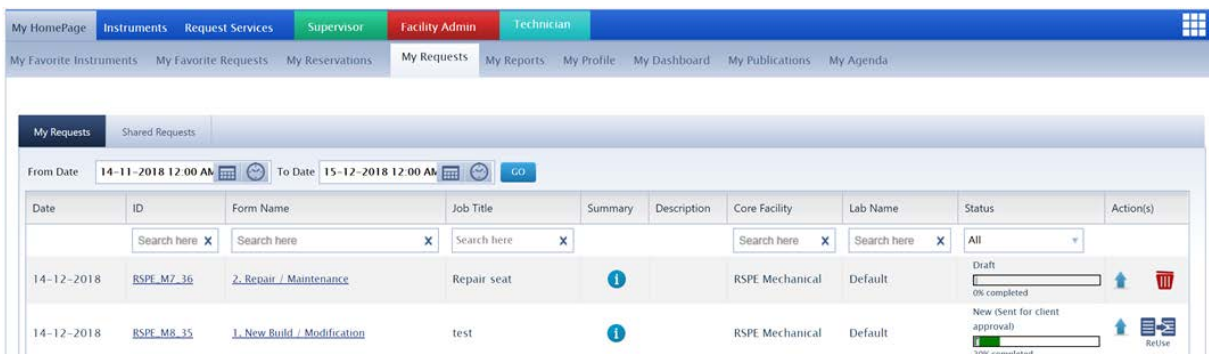 My HomePage Instruments Request Services Supervisor Facility Admin Technician
My Favorite Instruments My Favorite Requests My Reservations My Requests My Reports My Profile My Dashboard My Publications My Agenda
My Requests Shared Requests
From Date 14-11-2018 12:00 AM To Date 15-12-2018 12:00 AM GO
Date ID Form Name Job Title Summary Description Core Facility Lab Name Status Action(s)
Search here X Search here X Search here X Search here X Search here X All
14-12-2018 RSPE_M7_36 2. Repair / Maintenance Repair seat i RSPE Mechanical Default Draft
0% completed
14-12-2018 RSPE_M8_35 1. New Build / Modification test i RSPE Mechanical Default New (Sent for client
approval)
ReUse
20% completed